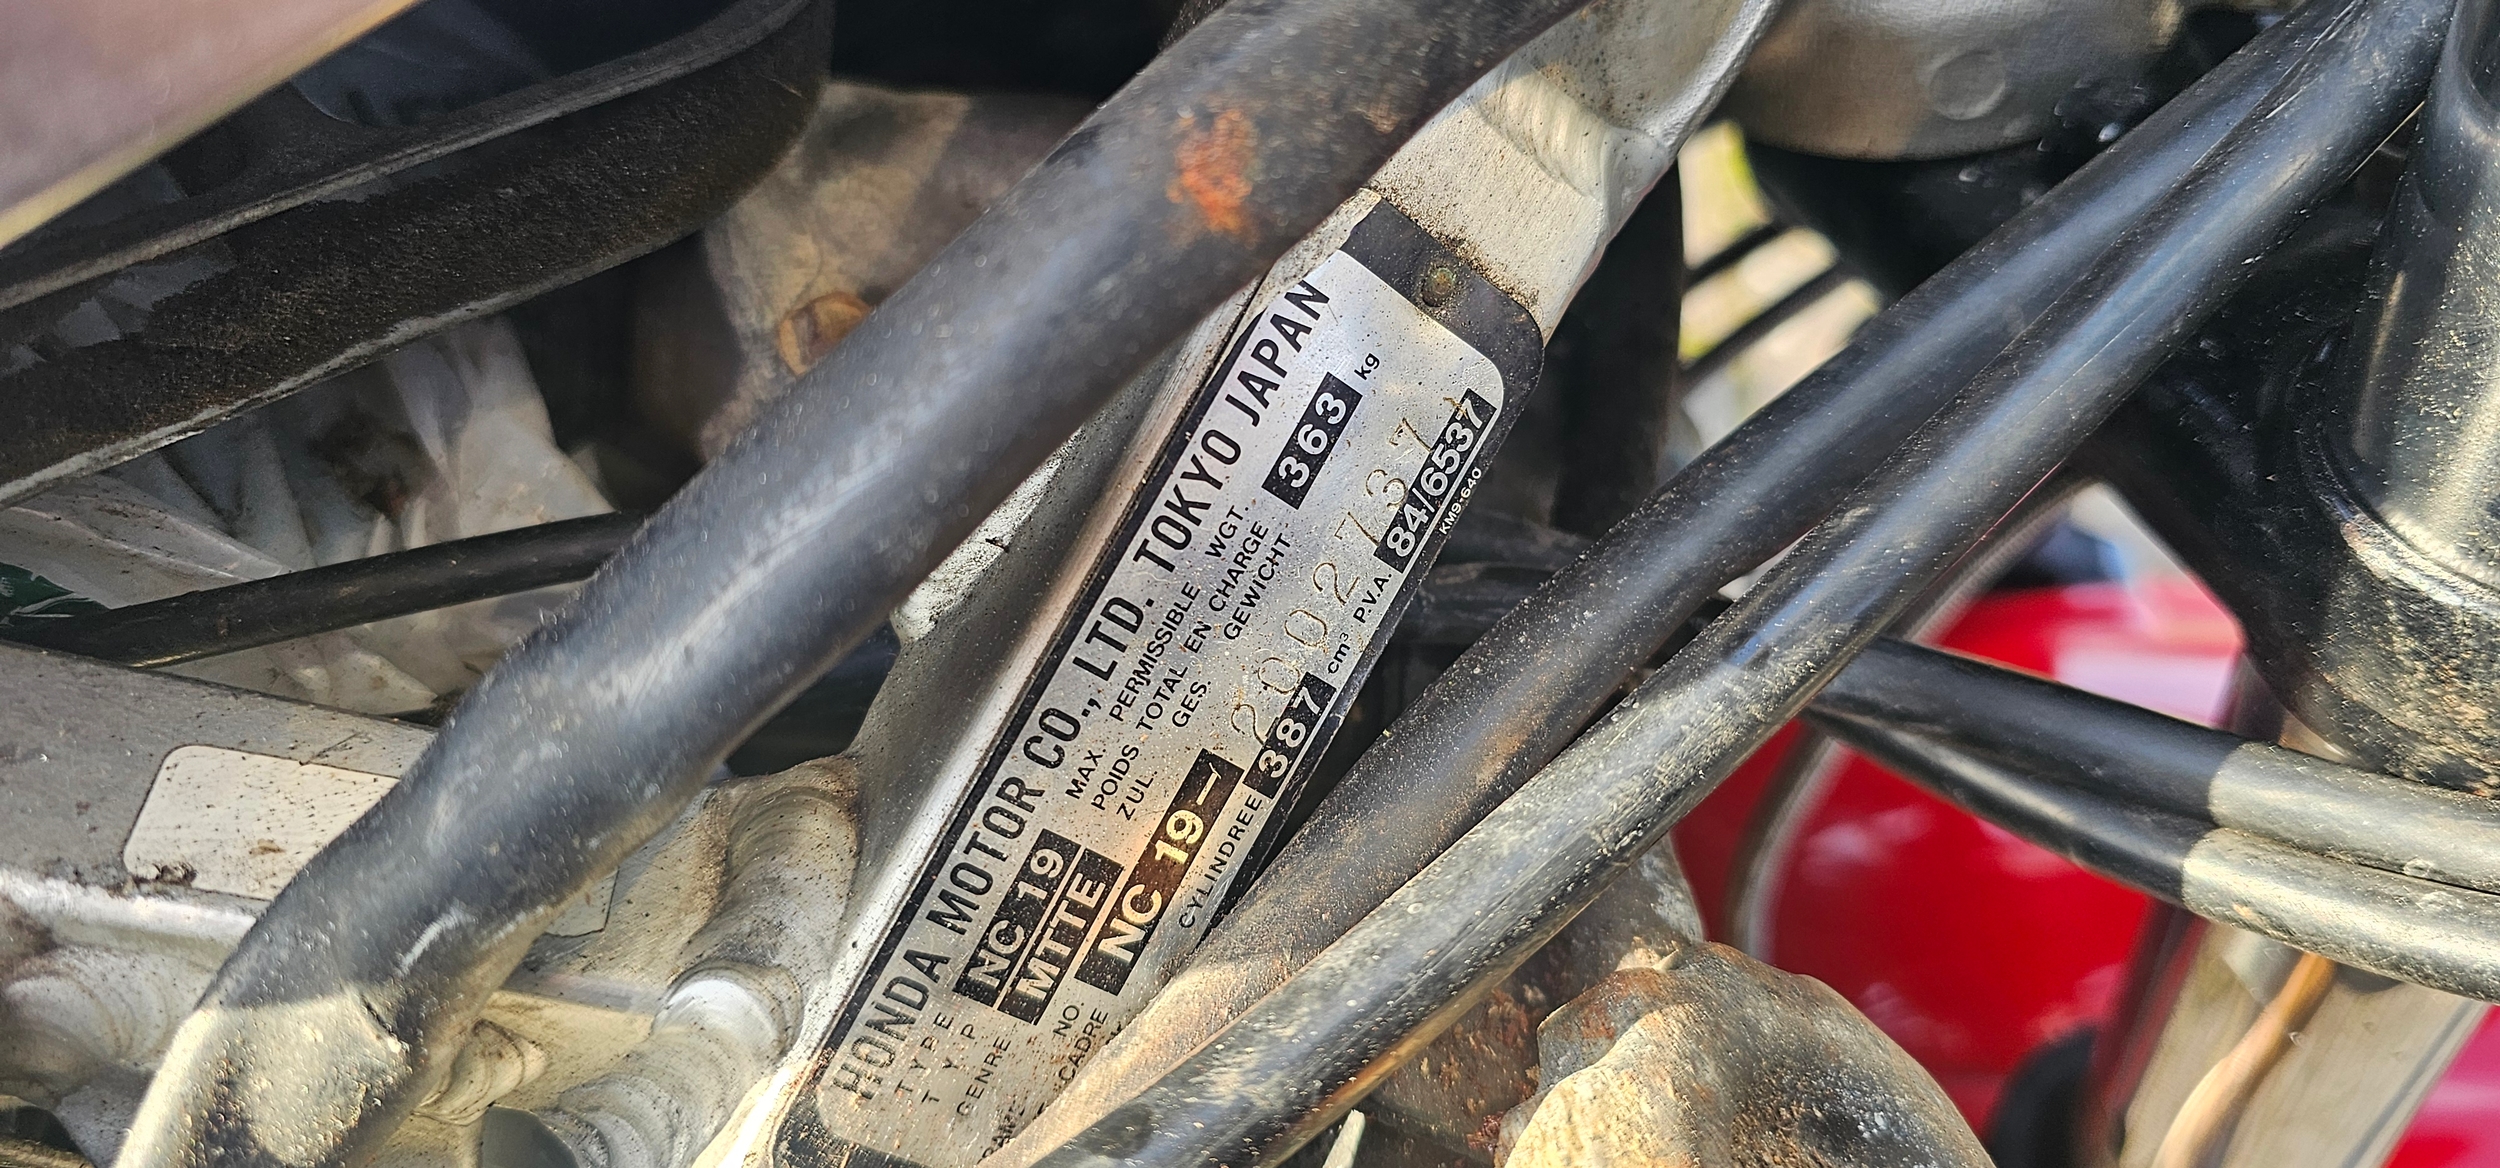 HONDA MOTOR CO., LTD. TOKYO JAPAN
TYPE NC 19 MAX. PERMISSIBLE WGT. 363 kg
TYP MTTE POIDS TOTAL EN CHARGE
GENRE ZUL. GES. GEWICHT
NO. NC 19-/ 2002737
CADRE
CYLINDREE 387 cm³ P.V.A. 84/6537
KM9·640